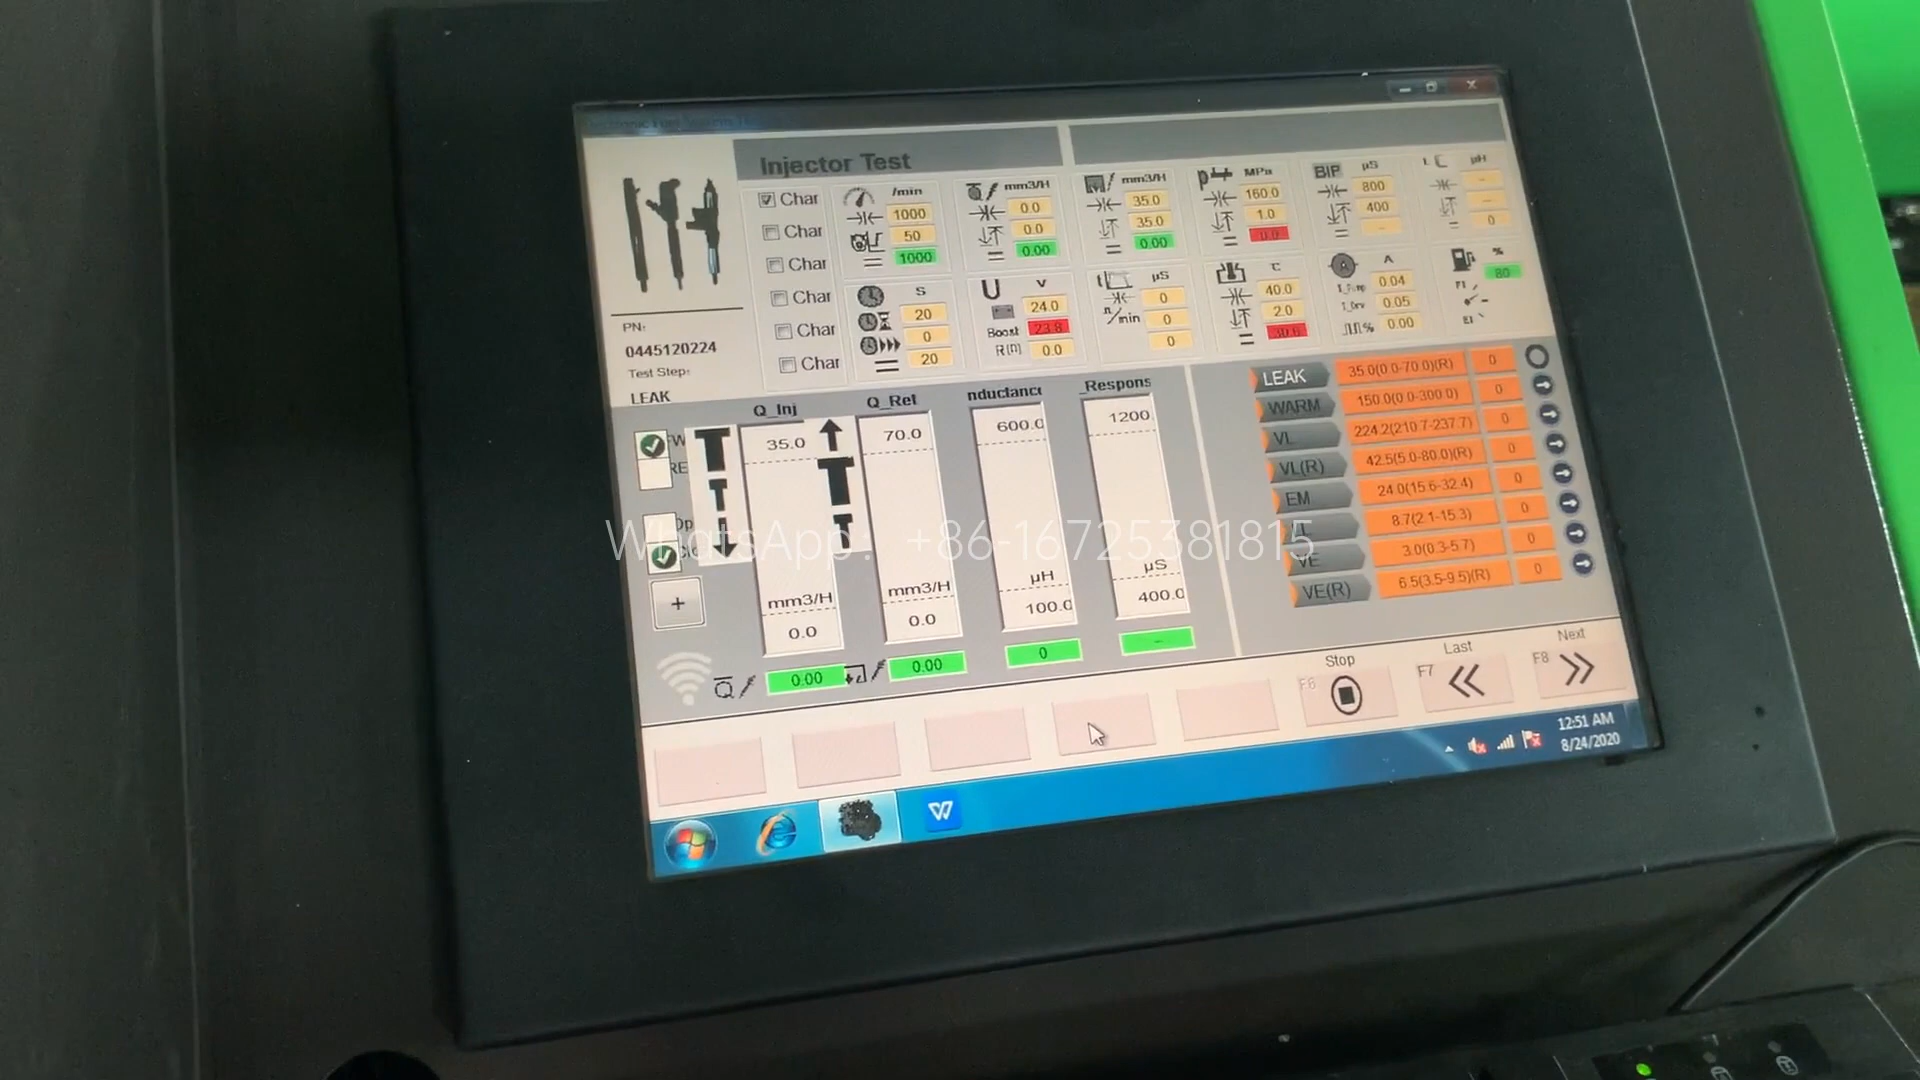 Injector Test
PN:
0445120224
Test Step:
LEAK
Char
Char
Char
Char
Char
Char
/min
1000
50
1000
mm3/H
0.0
0.0
0.00
mm3/H
35.0
35.0
0.00
MPa
160.0
1.0
0.0
BIP µS
800
400
–
µH
–
–
0
S
20
0
20
U V
24.0
Boost 23.8
R(Π) 0.0
t µS
0
n/min 0
0
℃
40.0
2.0
30.6
A
I_Pump 0.04
I_Drv 0.05
% 0.00
%
80
Q_Inj
35.0
mm3/H
0.0
0.00
Q_Ret
70.0
mm3/H
0.0
0.00
nductanc
600.0
µH
100.0
0
_Respons
1200
µS
400.0
–
LEAK 35.0(0.0-70.0)(R) 0
WARM 150.0(0.0-300.0) 0
VL 224.2(210.7-237.7) 0
VL(R) 42.5(5.0-80.0)(R) 0
EM 24.0(15.6-32.4) 0
8.7(2.1-15.3) 0
VE 3.0(0.3-5.7) 0
VE(R) 6.5(3.5-9.5)(R) 0
WhatsApp: +86-16725381815
+
Q
F6 Stop
F7 Last
F8 Next
12:51 AM
8/24/2020